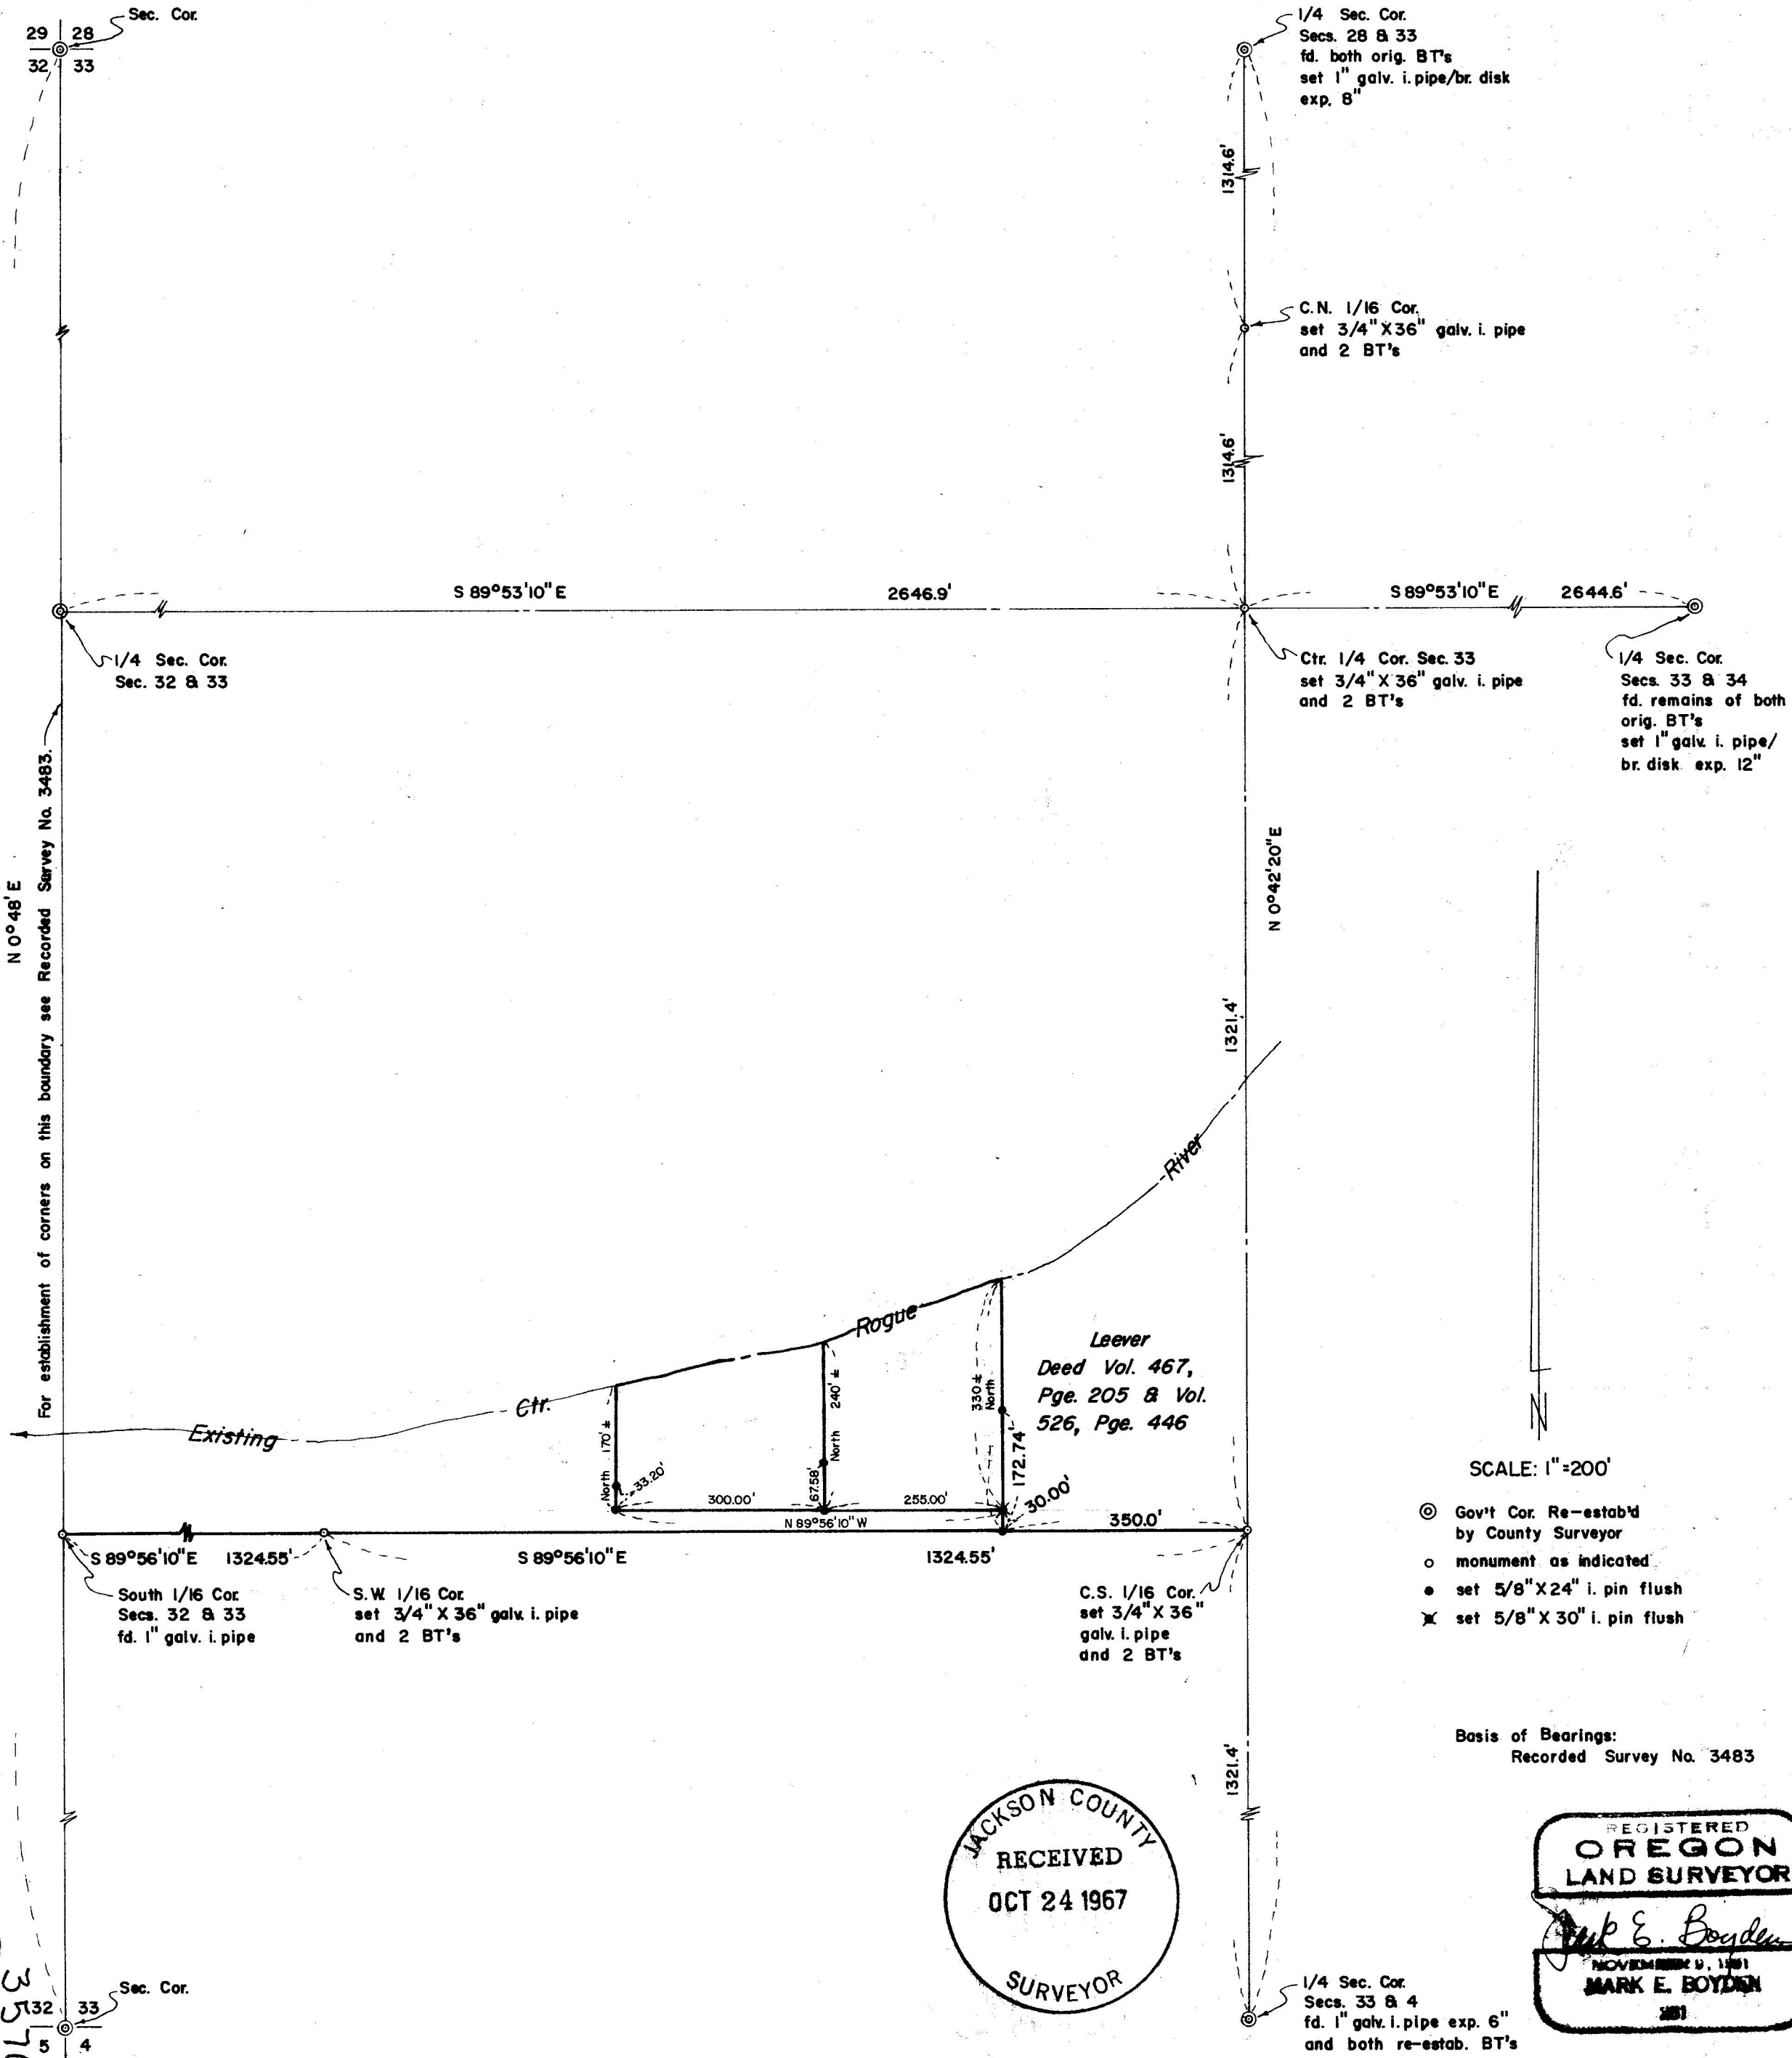 Sec. Cor.
29 28
32 33
1/4 Sec. Cor.
Secs. 28 & 33
fd. both orig. BT's
set 1" galv. i. pipe/br. disk
exp. 8"
1314.6'
C.N. 1/16 Cor.
set 3/4" X 36" galv. i. pipe
and 2 BT's
1314.6'
S 89°53'10" E
2646.9'
S 89°53'10" E
2644.6'
1/4 Sec. Cor.
Sec. 32 & 33
Ctr. 1/4 Cor. Sec. 33
set 3/4" X 36" galv. i. pipe
and 2 BT's
1/4 Sec. Cor.
Secs. 33 & 34
fd. remains of both
orig. BT's
set 1" galv. i. pipe/
br. disk exp. 12"
N 0°48' E
For establishment of corners on this boundary see Recorded Survey No. 3483.
N 0°42'20" E
1321.4'
River
Rogue
Ctr.
Existing
Leever
Deed Vol. 467,
Pge. 205 & Vol.
526, Pge. 446
North 170' ±
33.20'
North 240' ±
67.58'
330' ±
North
172.74'
30.00'
300.00'
255.00'
N 89°56'10" W
350.0'
S 89°56'10" E
1324.55'
S 89°56'10" E
1324.55'
South 1/16 Cor.
Secs. 32 & 33
fd. 1" galv. i. pipe
S.W. 1/16 Cor.
set 3/4" X 36" galv. i. pipe
and 2 BT's
C.S. 1/16 Cor.
set 3/4" X 36"
galv. i. pipe
and 2 BT's
N
SCALE: 1" = 200'
Gov't Cor. Re-estab'd
by County Surveyor
monument as indicated
set 5/8" X 24" i. pin flush
set 5/8" X 30" i. pin flush
Basis of Bearings:
Recorded Survey No. 3483
1321.4'
JACKSON COUNTY
RECEIVED
OCT 24 1967
SURVEYOR
REGISTERED
OREGON
LAND SURVEYOR
Mark E. Boyden
NOVEMBER
MARK E. BOYDEN
Sec. Cor.
32 33
5 4
1/4 Sec. Cor.
Secs. 33 & 4
fd. 1" galv. i. pipe exp. 6"
and both re-estab. BT's